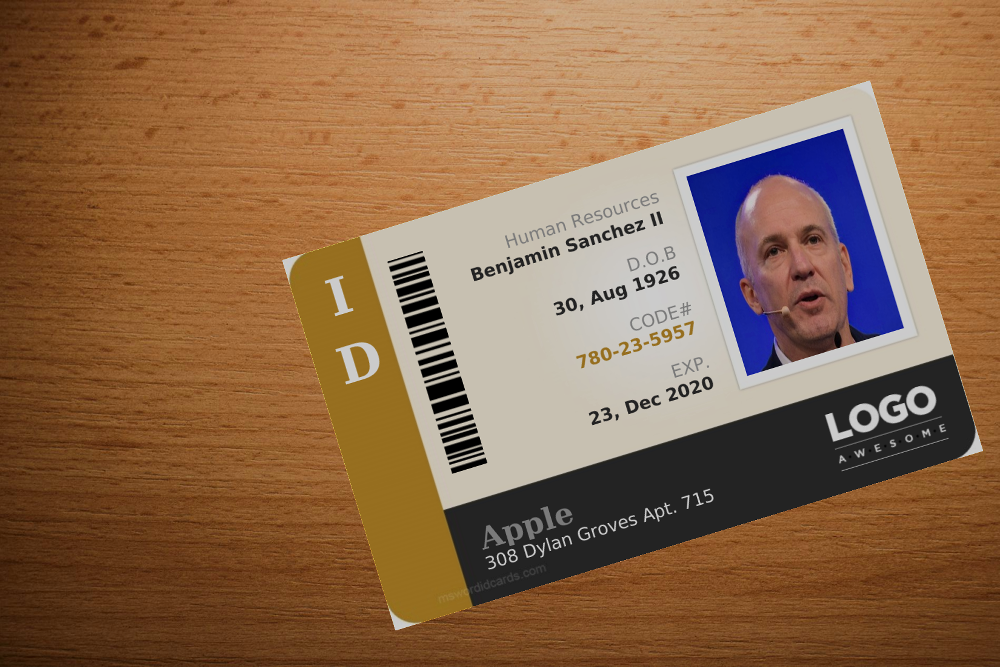 I
D
Human Resources
Benjamin Sanchez II
D.O.B
30, Aug 1926
CODE#
780-23-5957
EXP.
23, Dec 2020
LOGO
A·W·E·S·O·M·E
Apple
308 Dylan Groves Apt. 715
mswordidcards.com